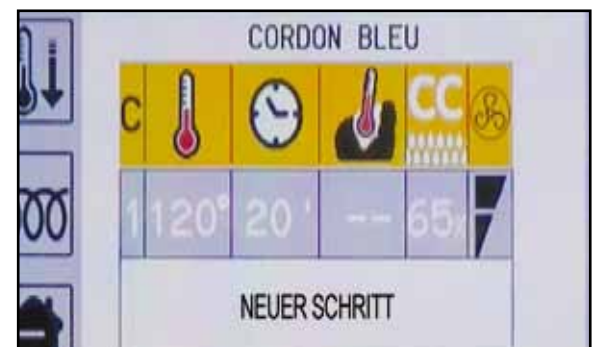 CORDON BLEU
C CC
1 120° 20' -- 65%
NEUER SCHRITT